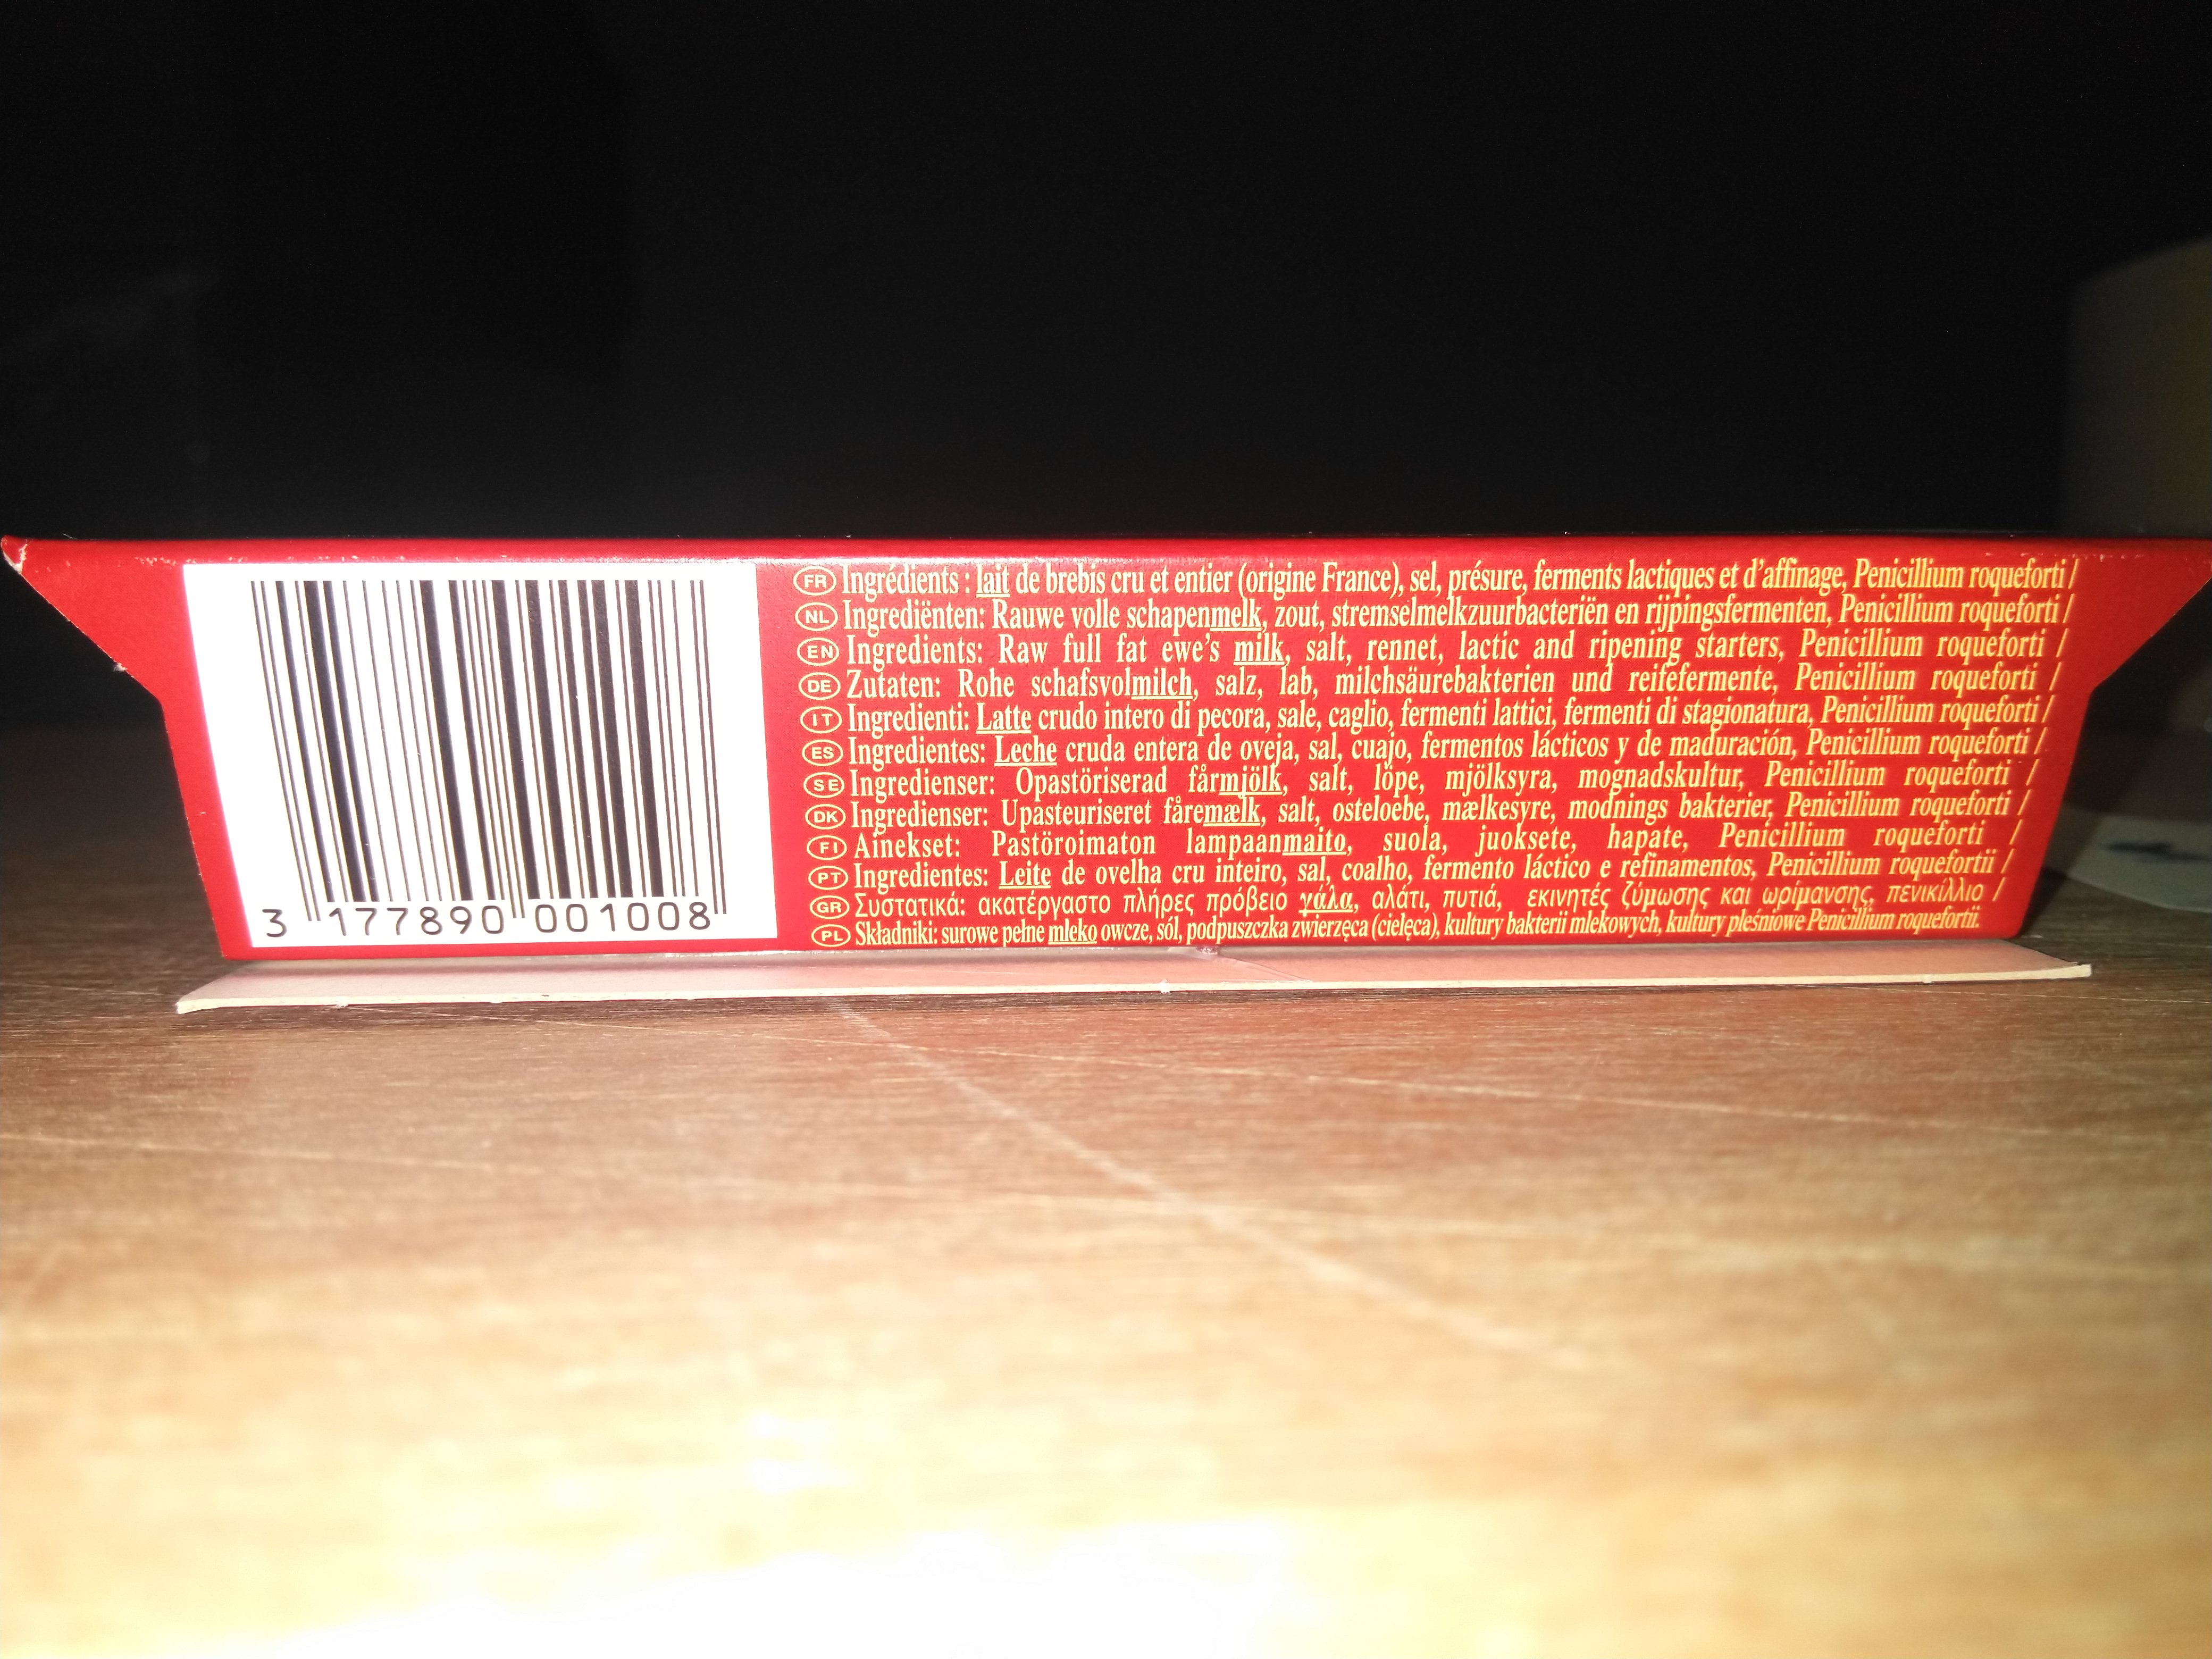 FR Ingrédients : lait de brebis cru et entier (origine France), sel, présure, ferments lactiques et d'affinage, Penicillium roqueforti /
NL Ingrediënten: Rauwe volle schapenmelk, zout, stremselmelkzuurbacteriën en rijpingsfermenten, Penicillium roqueforti /
EN Ingredients: Raw full fat ewe's milk, salt, rennet, lactic and ripening starters, Penicillium roqueforti /
DE Zutaten: Rohe schafsvolmilch, salz, lab, milchsäurebakterien und reifefermente, Penicillium roqueforti /
IT Ingredienti: Latte crudo intero di pecora, sale, caglio, fermenti lattici, fermenti di stagionatura, Penicillium roqueforti /
ES Ingredientes: Leche cruda entera de oveja, sal, cuajo, fermentos lácticos y de maduración, Penicillium roqueforti /
SE Ingredienser: Opastöriserad fårmjölk, salt, löpe, mjölksyra, mognadskultur, Penicillium roqueforti /
DK Ingredienser: Upasteuriseret fåremælk, salt, osteloebe, mælkesyre, modnings bakterier, Penicillium roqueforti /
FI Ainekset: Pastöroimaton lampaanmaito, suola, juoksete, hapate, Penicillium roqueforti /
PT Ingredientes: Leite de ovelha cru inteiro, sal, coalho, fermento láctico e refinamentos, Penicillium roquefortii /
GR Συστατικά: ακατέργαστο πλήρες πρόβειο γάλα, αλάτι, πυτιά, εκινητές ζύμωσης και ωρίμανσης, πενικίλλιο /
PL Składniki: surowe pełne mleko owcze, sól, podpuszczka zwierzęca (cielęca), kultury bakterii mlekowych, kultury pleśniowe Penicillium roquefortii.
3 177890 001008